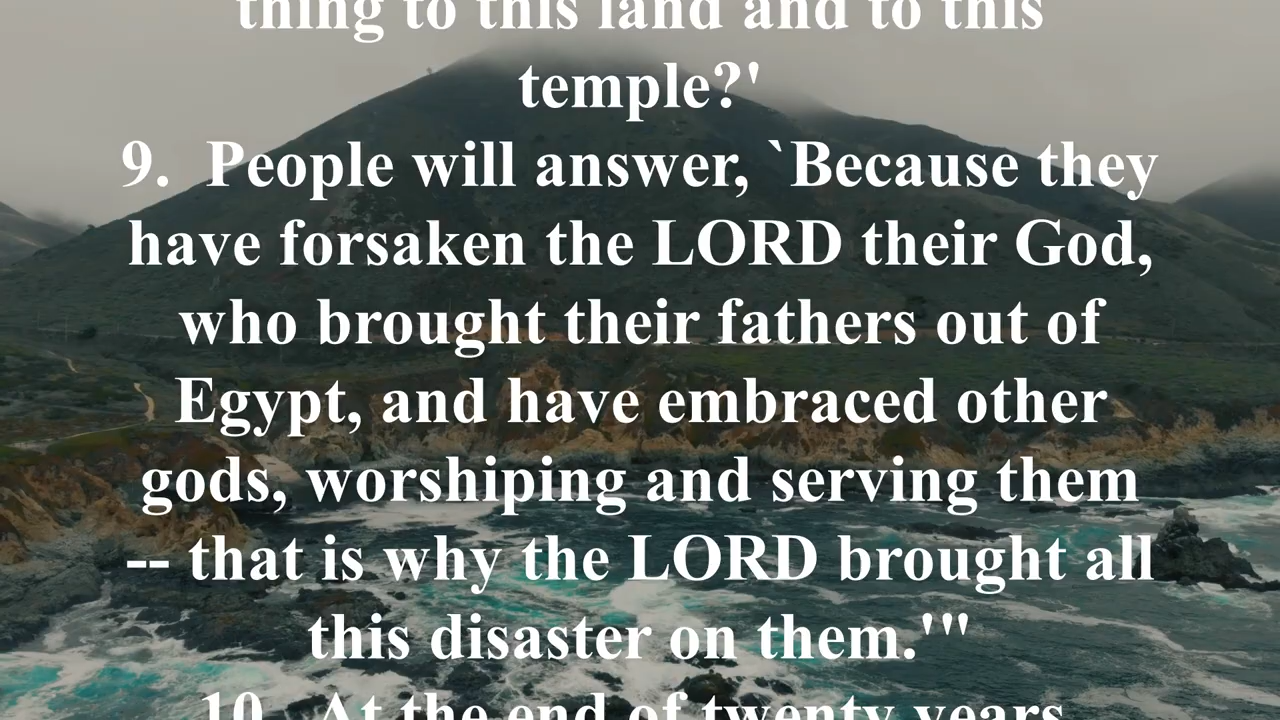 thing to this land and to this
temple?'
9.  People will answer, `Because they
have forsaken the LORD their God,
who brought their fathers out of
Egypt, and have embraced other
gods, worshiping and serving them
-- that is why the LORD brought all
this disaster on them.'"
10.  At the end of twenty years,